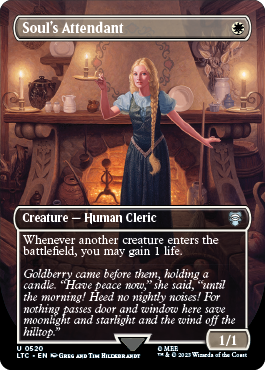 Soul's Attendant
Creature — Human Cleric
Whenever another creature enters the
battlefield, you may gain 1 life.
Goldberry came before them, holding a
candle. "Have peace now," she said, "until
the morning! Heed no nightly noises! For
nothing passes door and window here save
moonlight and starlight and the wind off the
hilltop."
1/1
U 0520
LTC • EN Greg and Tim Hildebrandt
© MEE
™ & © 2023 Wizards of the Coast